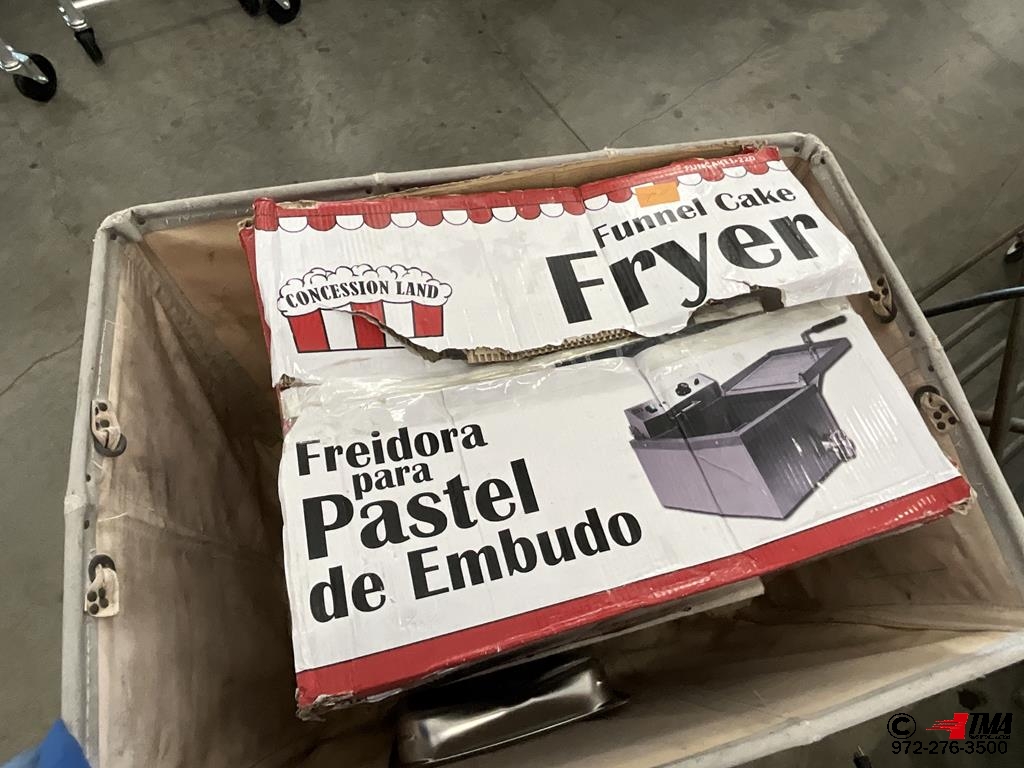 Funnel Cake
Fryer
CONCESSION LAND
Freidora
para
Pastel
de Embudo
© TMA
972-276-3500